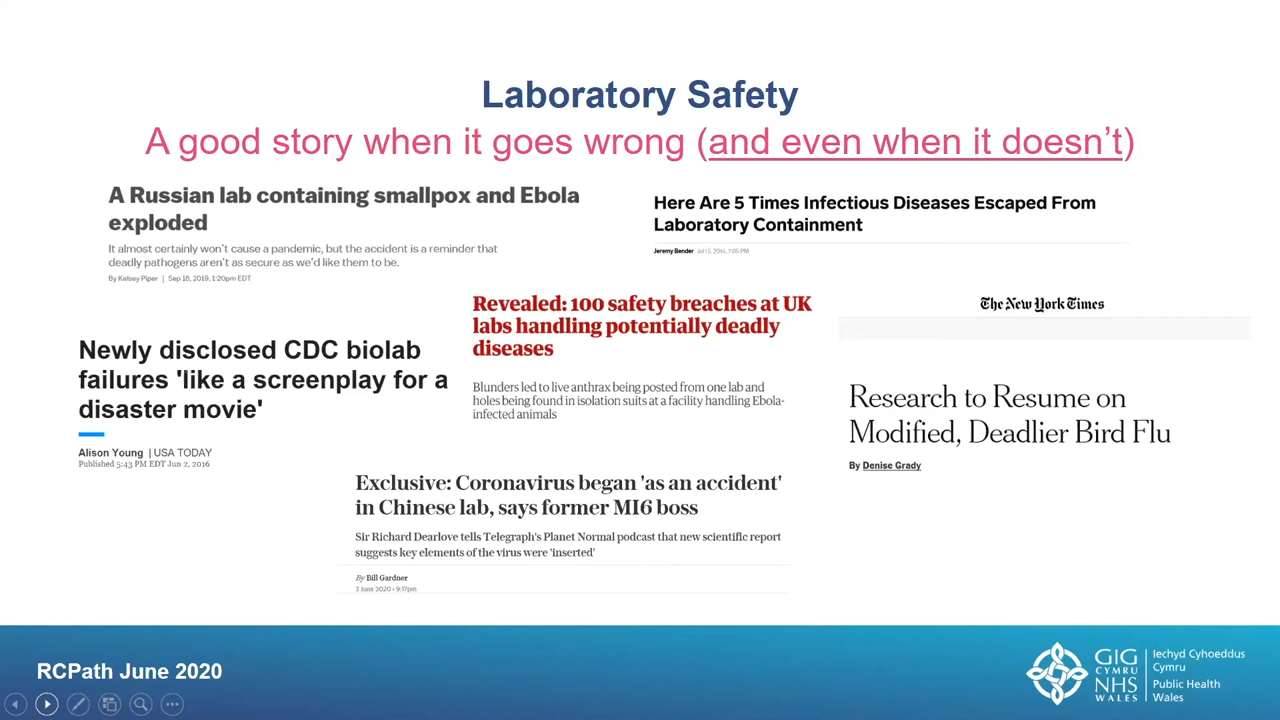 Laboratory Safety
A good story when it goes wrong (and even when it doesn’t)
A Russian lab containing smallpox and Ebola
exploded
It almost certainly won’t cause a pandemic, but the accident is a reminder that
deadly pathogens aren’t as secure as we’d like them to be.
By Kelsey Piper | Sep 18, 2019, 1:20pm EDT
Here Are 5 Times Infectious Diseases Escaped From
Laboratory Containment
Jeremy Bender Jul 15, 2014, 7:05 PM
Newly disclosed CDC biolab
failures 'like a screenplay for a
disaster movie'
Alison Young | USA TODAY
Published 5:43 PM EDT Jun 2, 2016
Revealed: 100 safety breaches at UK
labs handling potentially deadly
diseases
Blunders led to live anthrax being posted from one lab and
holes being found in isolation suits at a facility handling Ebola-
infected animals
The New York Times
Research to Resume on
Modified, Deadlier Bird Flu
By Denise Grady
Exclusive: Coronavirus began 'as an accident'
in Chinese lab, says former MI6 boss
Sir Richard Dearlove tells Telegraph's Planet Normal podcast that new scientific report
suggests key elements of the virus were 'inserted'
By Bill Gardner
3 June 2020 • 9:17pm
RCPath June 2020
GIG
CYMRU
NHS
WALES
Iechyd Cyhoeddus
Cymru
Public Health
Wales